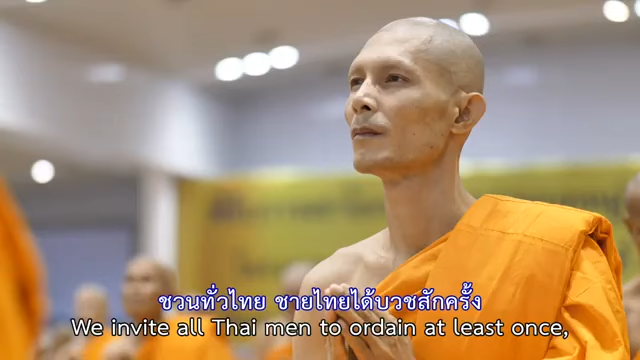 ชวนทั่วไทย ชายไทยได้บวชสักครั้ง
We invite all Thai men to ordain at least once,